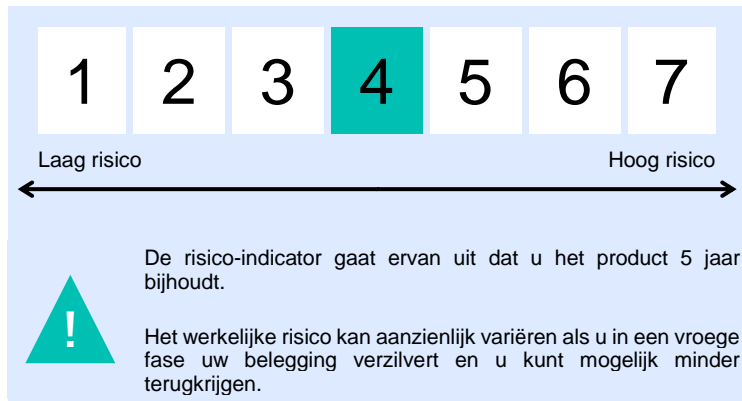 1 2 3 4 5 6 7
Laag risico Hoog risico
De risico-indicator gaat ervan uit dat u het product 5 jaar
bijhoudt.
!
Het werkelijke risico kan aanzienlijk variëren als u in een vroege
fase uw belegging verzilvert en u kunt mogelijk minder
terugkrijgen.